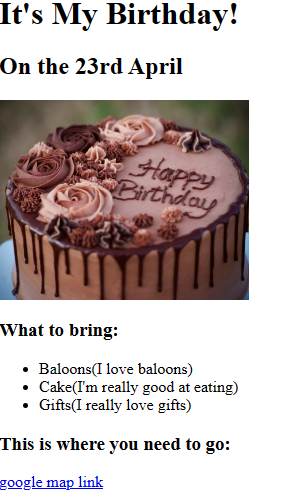 It's My Birthday!
On the 23rd April
Happy
Birthday
What to bring:
Baloons(I love baloons)
Cake(I'm really good at eating)
Gifts(I really love gifts)
This is where you need to go:
google map link